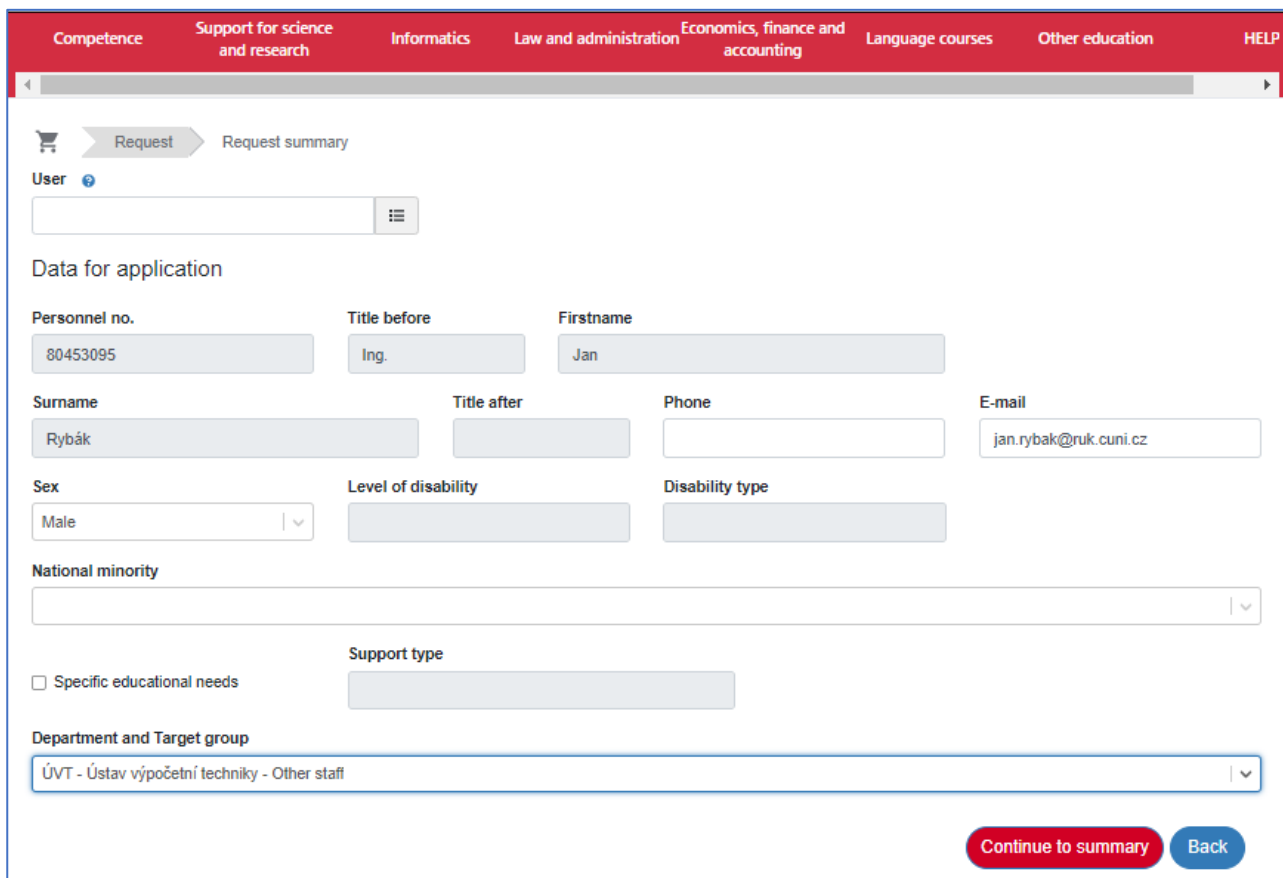 Competence
Support for science and research
Informatics
Law and administration
Economics, finance and accounting
Language courses
Other education
HELP
Request
Request summary
User
Data for application
Personnel no. Title before Firstname
80453095 Ing. Jan
Surname Title after Phone E-mail
Rybák jan.rybak@ruk.cuni.cz
Sex Level of disability Disability type
Male
National minority
Support type
Specific educational needs
Department and Target group
ÚVT - Ústav výpočetní techniky - Other staff
Continue to summary Back